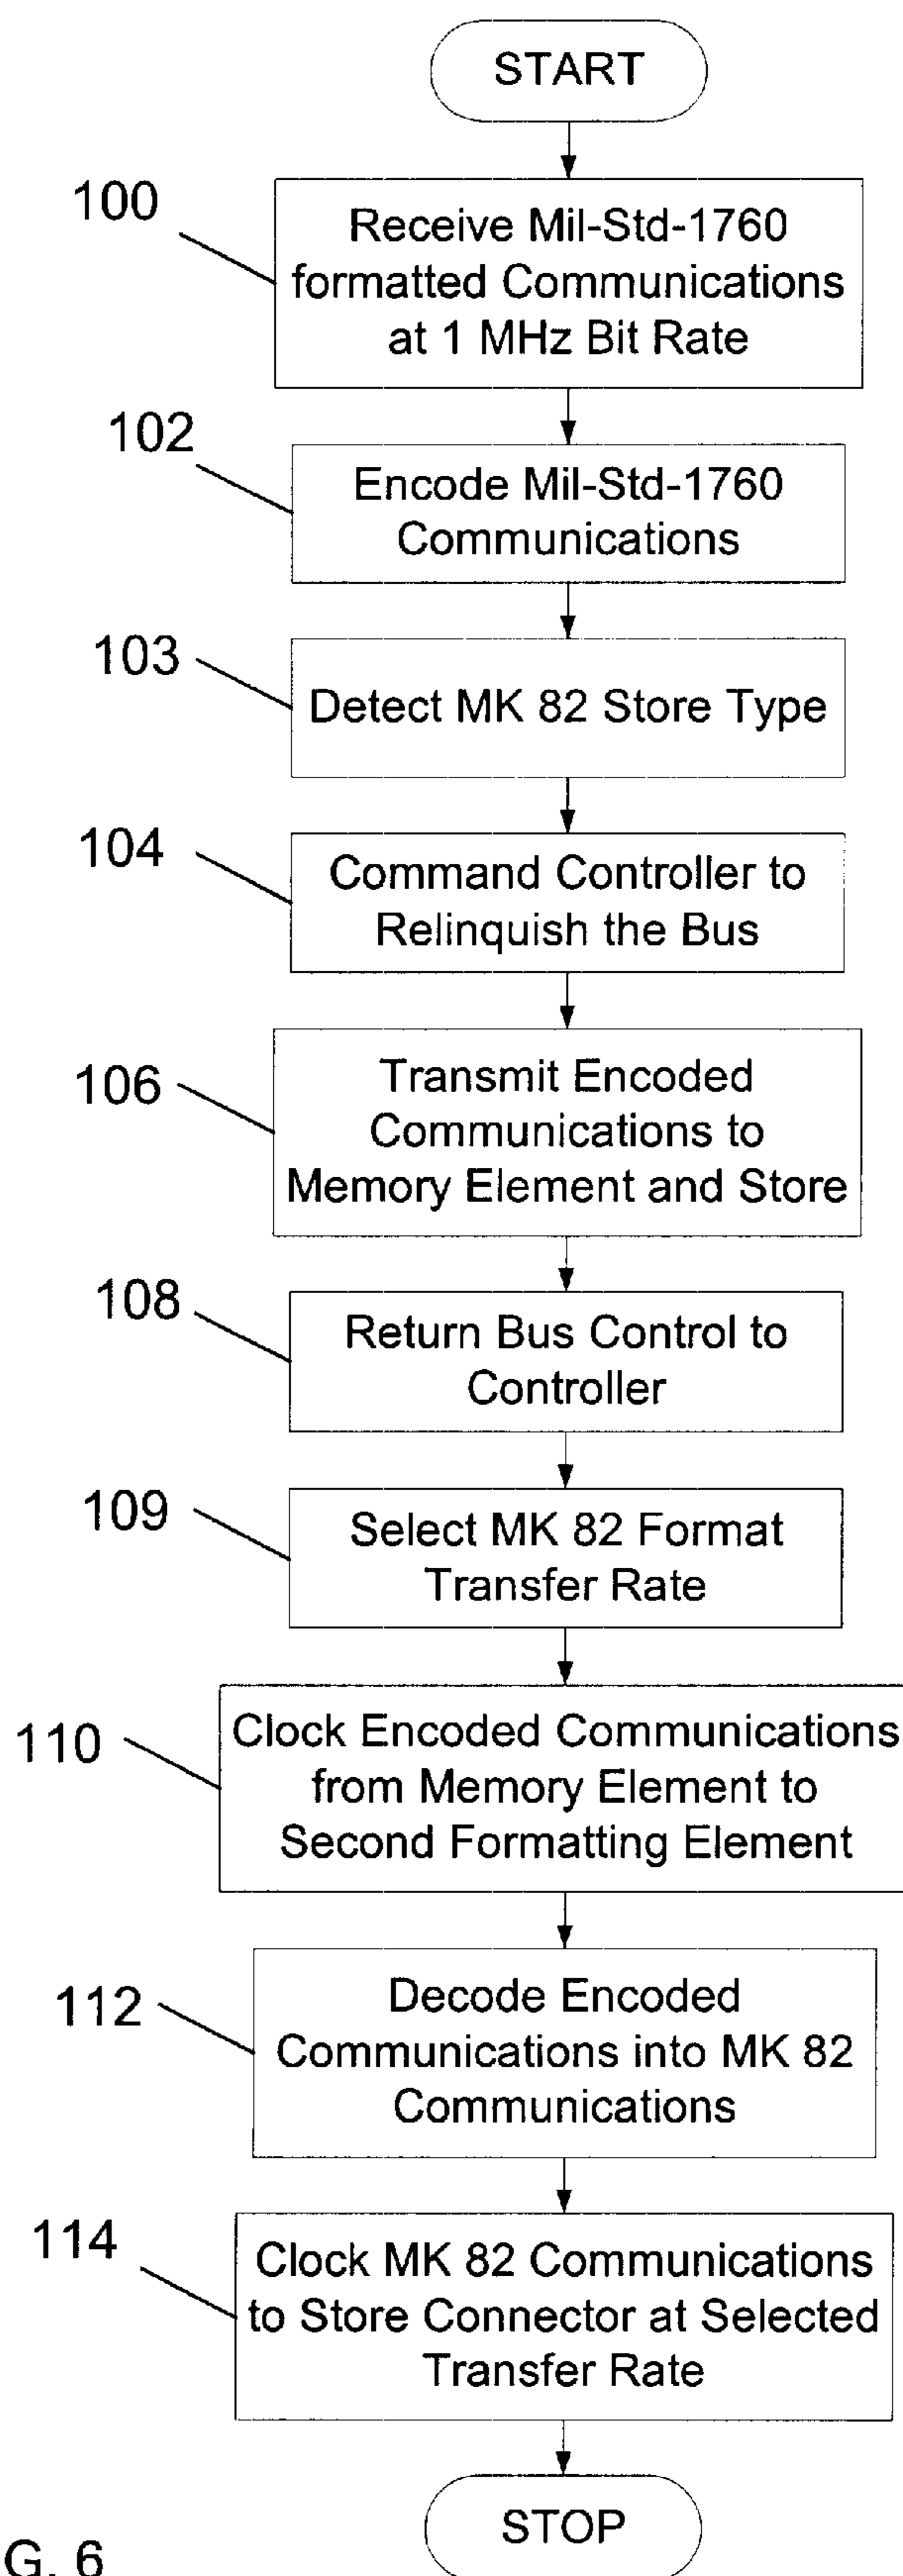 START
100
Receive Mil-Std-1760
formatted Communications
at 1 MHz Bit Rate
102
Encode Mil-Std-1760
Communications
103
Detect MK 82 Store Type
104
Command Controller to
Relinquish the Bus
106
Transmit Encoded
Communications to
Memory Element and Store
108
Return Bus Control to
Controller
109
Select MK 82 Format
Transfer Rate
110
Clock Encoded Communications
from Memory Element to
Second Formatting Element
112
Decode Encoded
Communications into MK 82
Communications
114
Clock MK 82 Communications
to Store Connector at Selected
Transfer Rate
STOP
G. 6